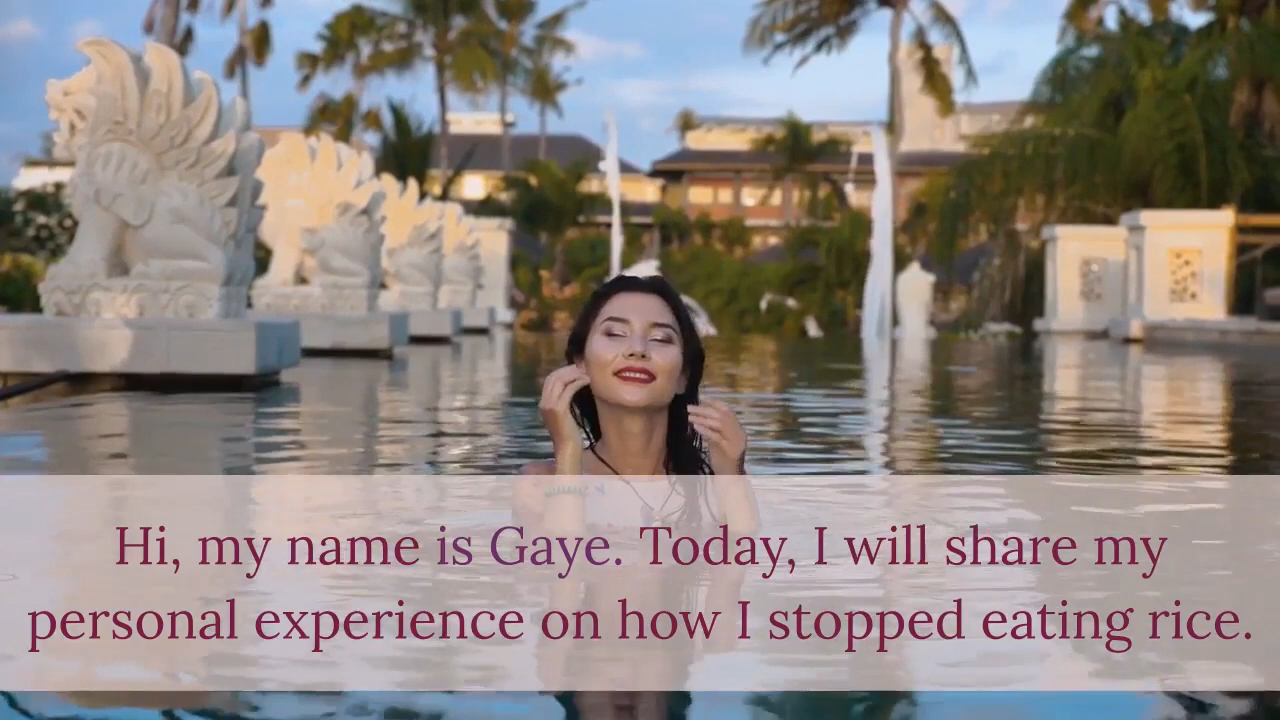 Hi, my name is Gaye. Today, I will share my
personal experience on how I stopped eating rice.